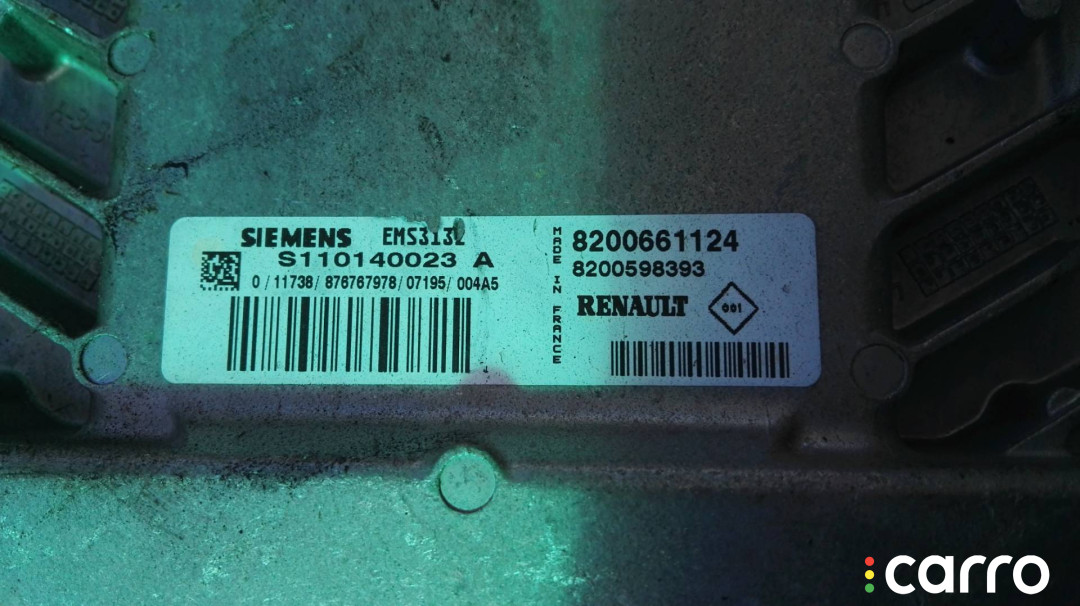 SIEMENS EMS3132
S110140023 A
0/11738/876767978/07195/004A5
MADE IN FRANCE
8200661124
8200598393
RENAULT 001
carro